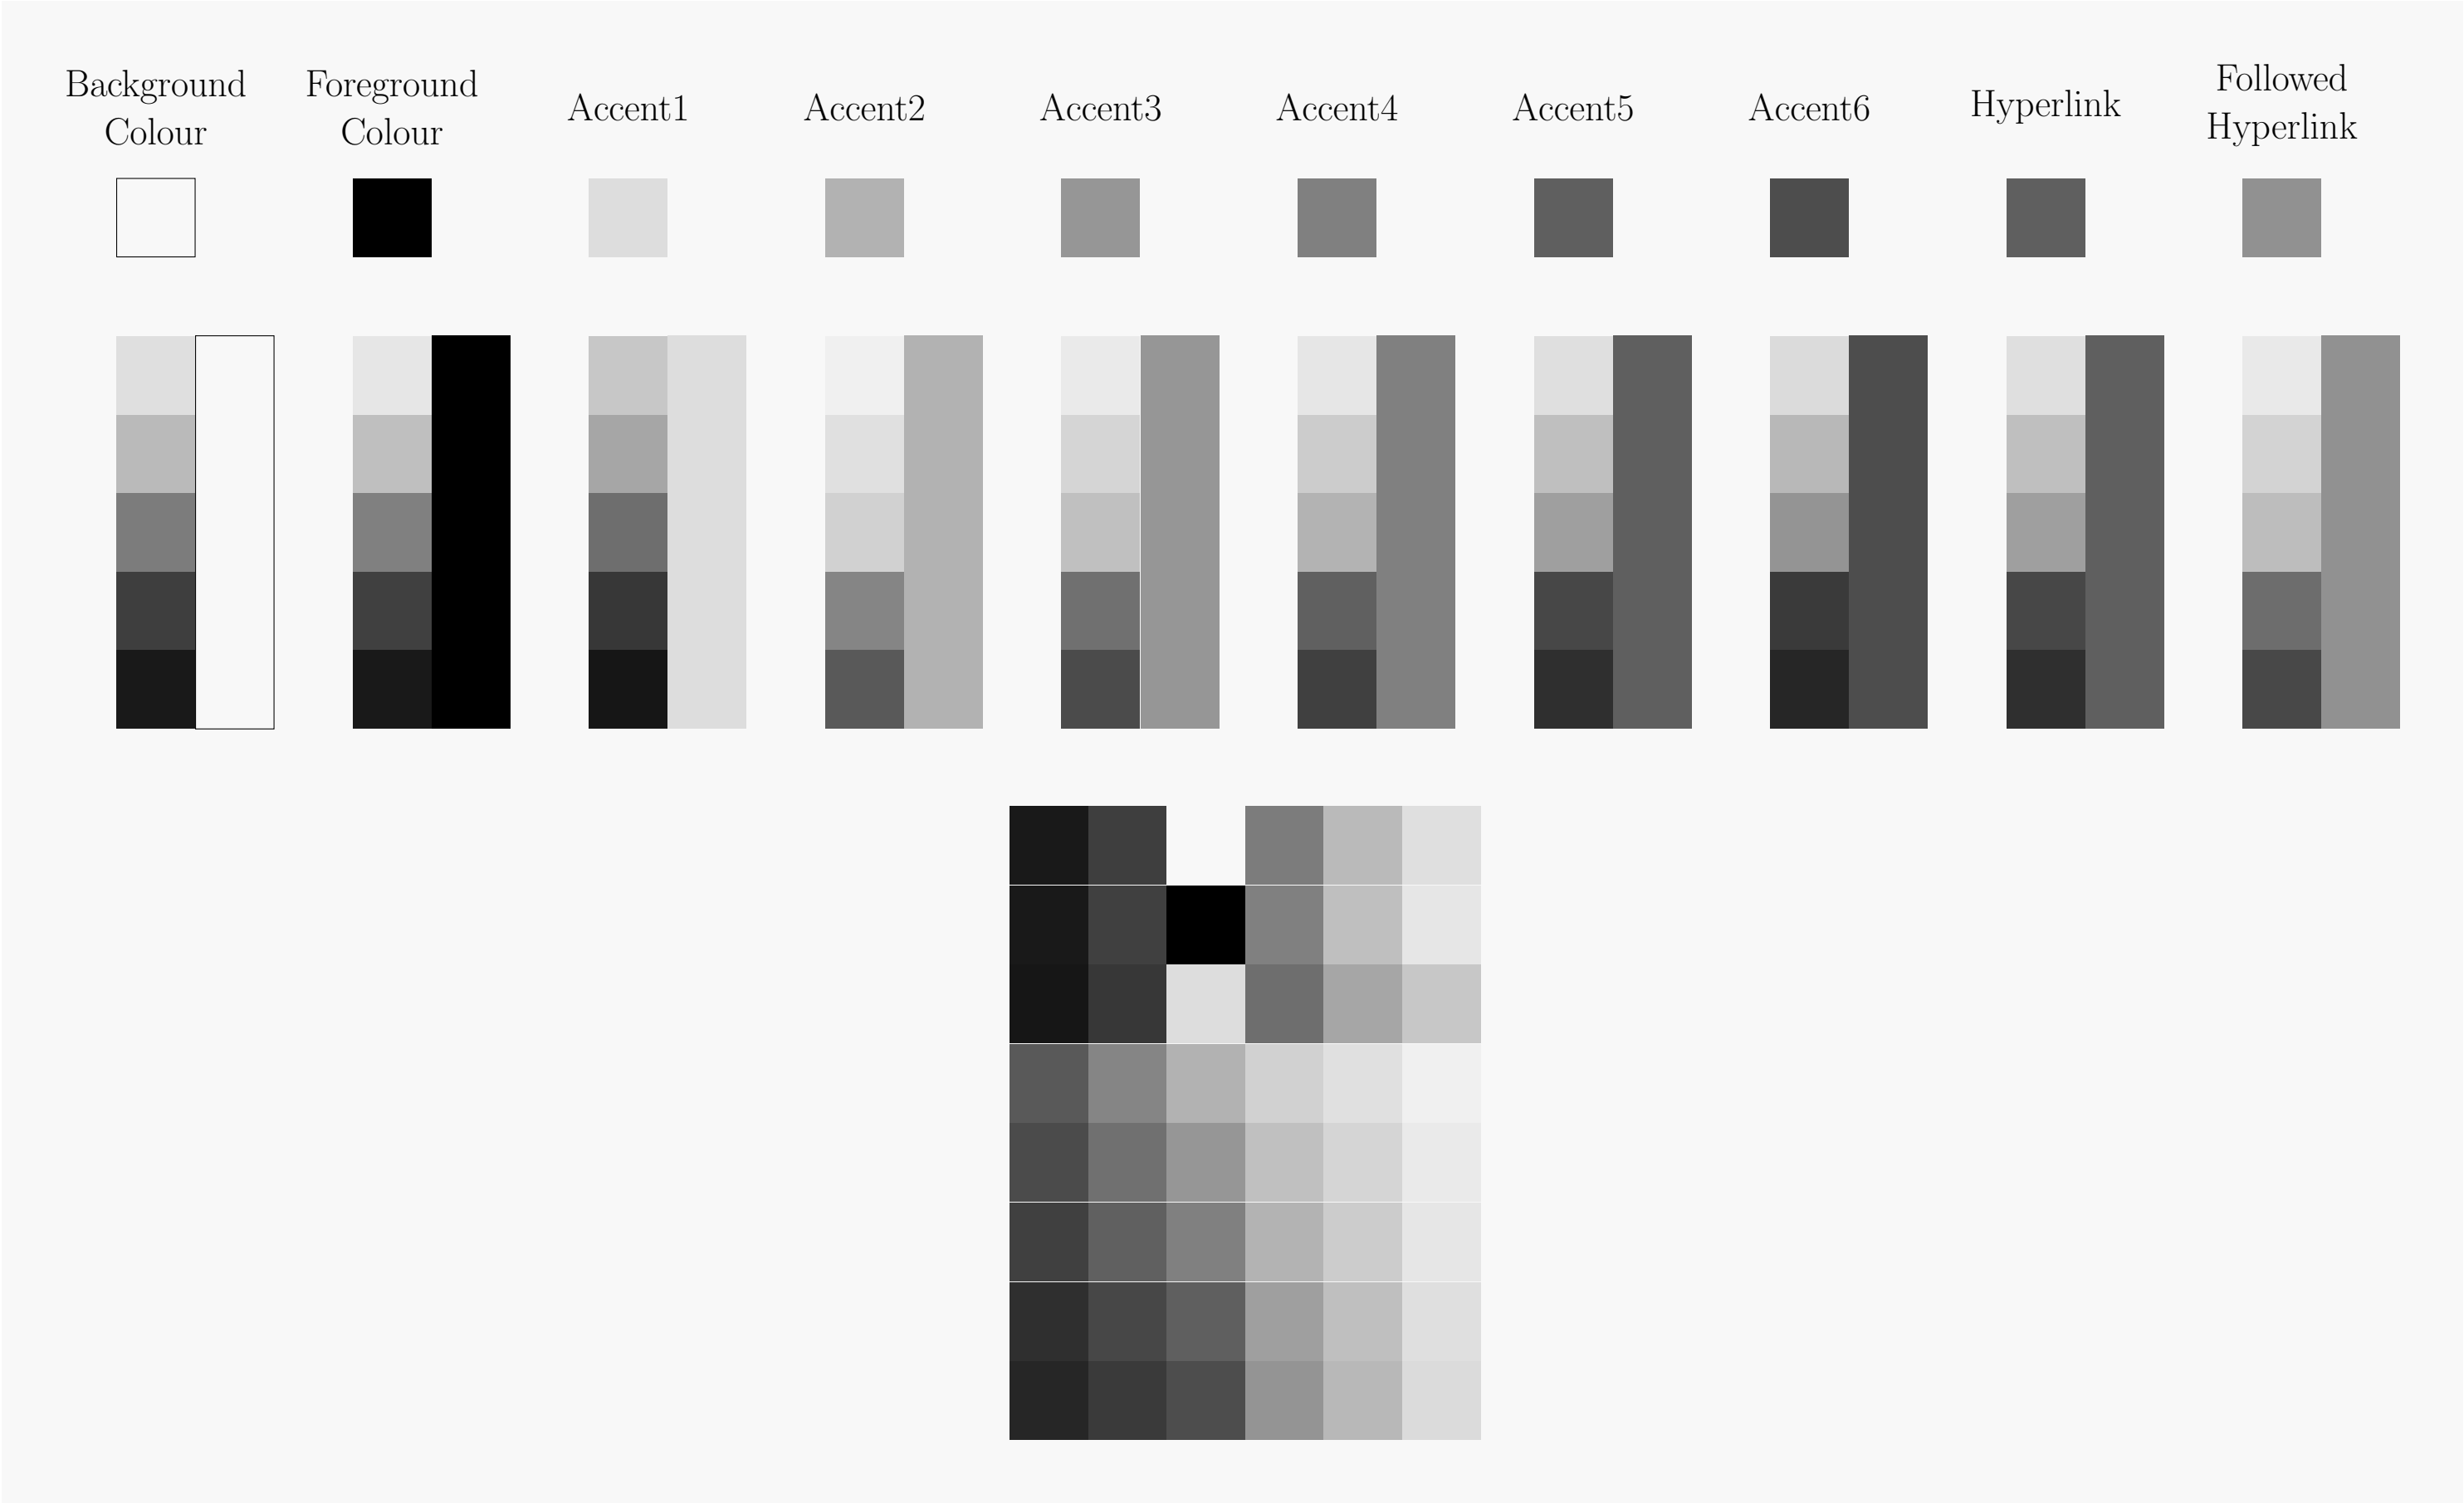 Background
Colour
Foreground
Colour
Accent1
Accent2
Accent3
Accent4
Accent5
Accent6
Hyperlink
Followed
Hyperlink